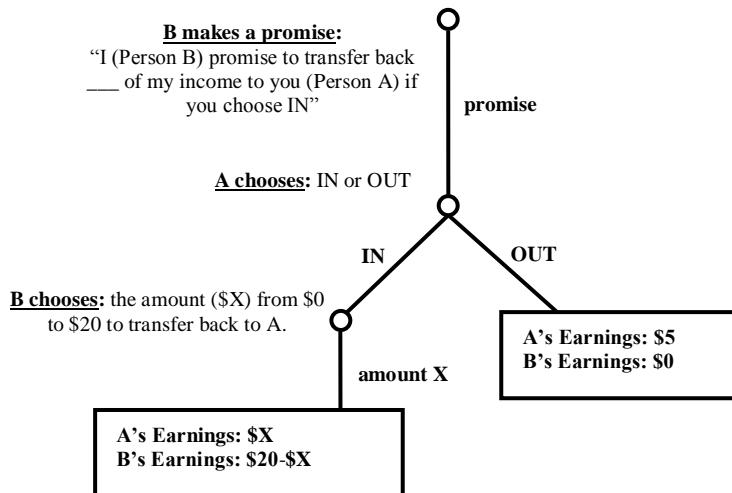 B makes a promise:
“I (Person B) promise to transfer back
___ of my income to you (Person A) if
you choose IN”
promise
A chooses: IN or OUT
IN
OUT
B chooses: the amount ($X) from $0
to $20 to transfer back to A.
A's Earnings: $5
B's Earnings: $0
amount X
A's Earnings: $X
B's Earnings: $20-$X